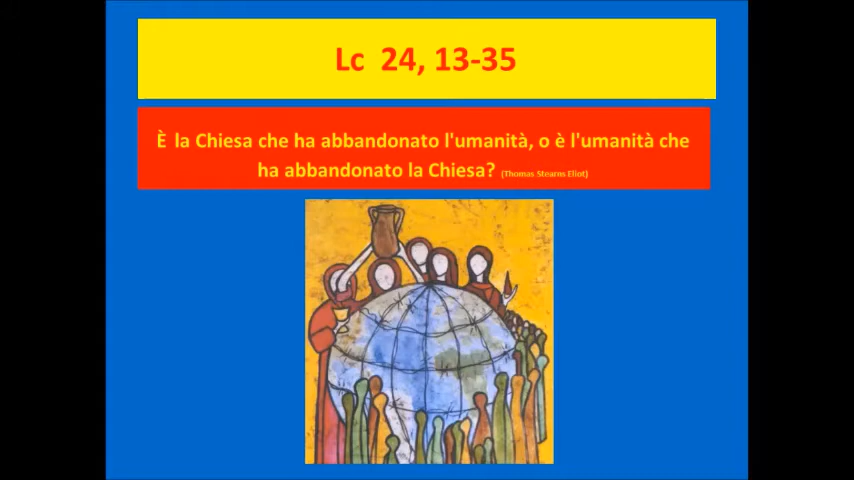 Lc 24, 13-35
È la Chiesa che ha abbandonato l'umanità, o è l'umanità che
ha abbandonato la Chiesa? (Thomas Stearns Eliot)